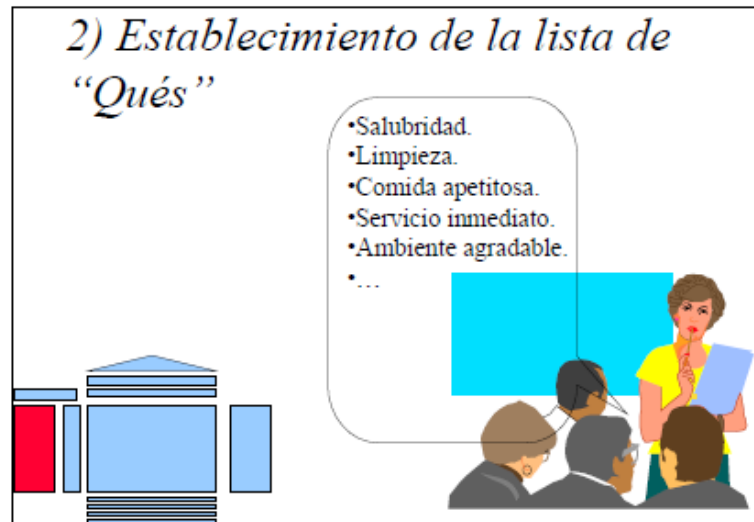 2) Establecimiento de la lista de
“Qués”
•Salubridad.
•Limpieza.
•Comida apetitosa.
•Servicio inmediato.
•Ambiente agradable.
•…